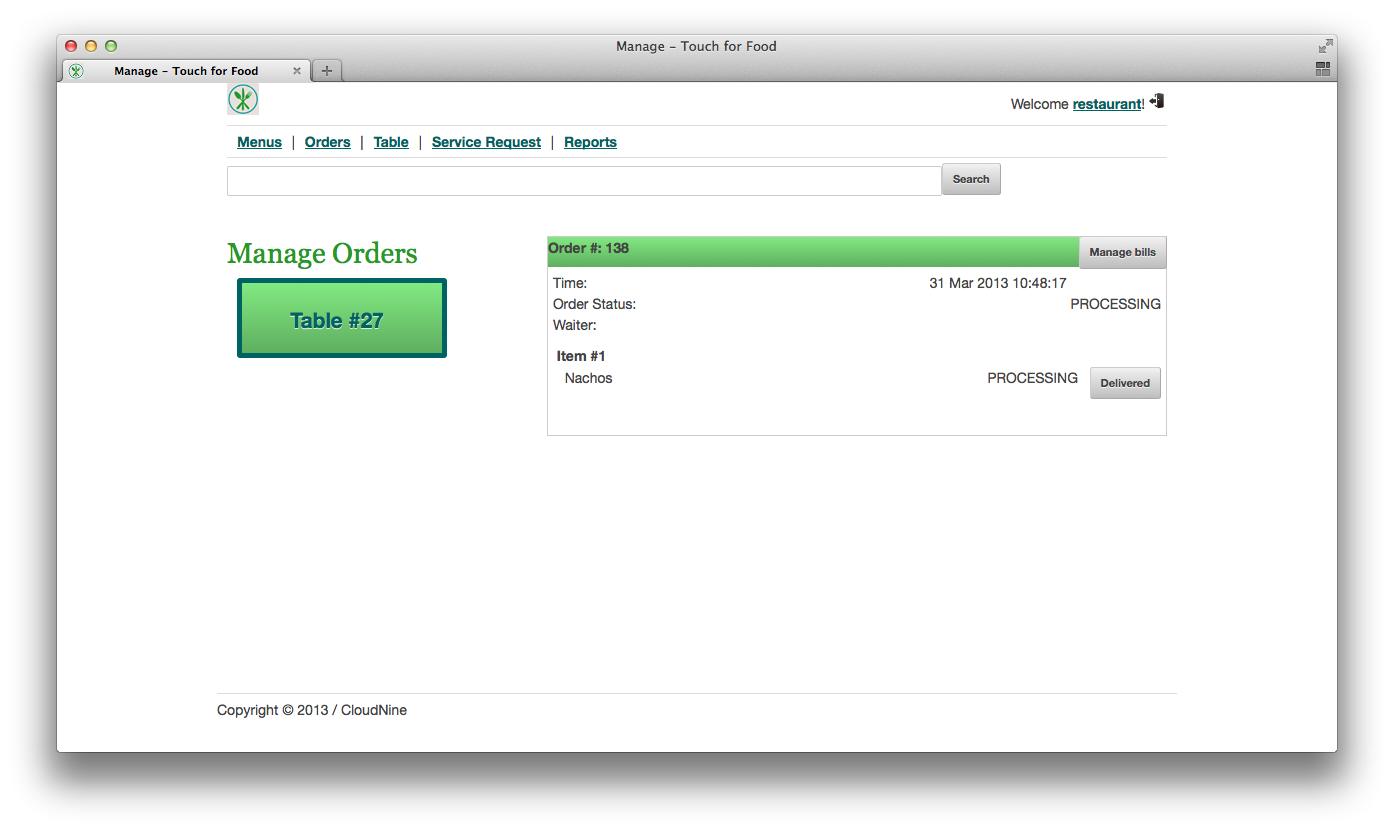 Manage – Touch for Food
Manage – Touch for Food
Welcome restaurant!
Menus | Orders | Table | Service Request | Reports
Search
Manage Orders
Table #27
Order #: 138
Manage bills
Time: 31 Mar 2013 10:48:17
Order Status: PROCESSING
Waiter:
Item #1
Nachos PROCESSING Delivered
Copyright © 2013 / CloudNine